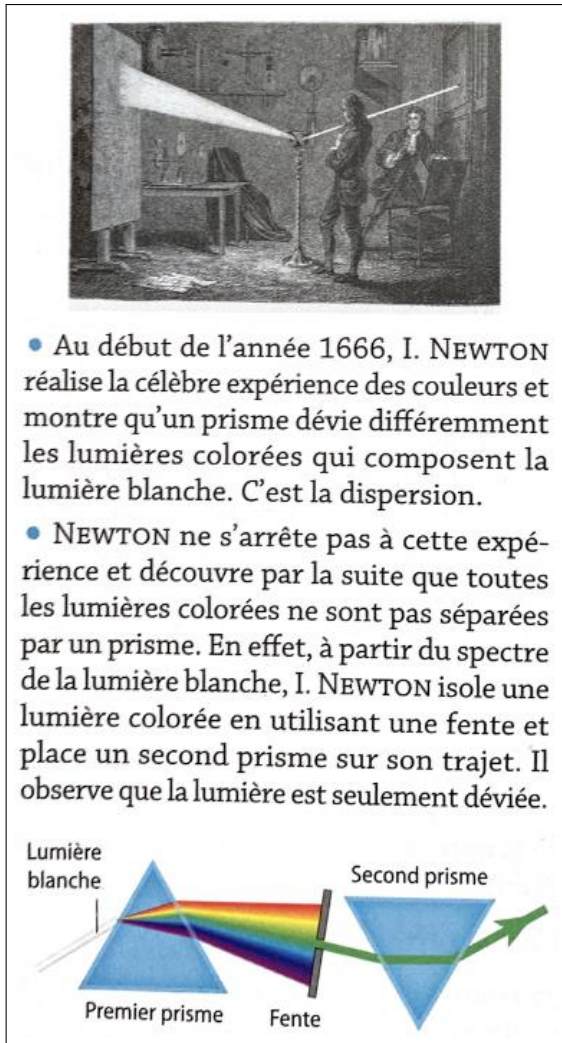 • Au début de l'année 1666, I. NEWTON
réalise la célèbre expérience des couleurs et
montre qu'un prisme dévie différemment
les lumières colorées qui composent la
lumière blanche. C'est la dispersion.
• NEWTON ne s'arrête pas à cette expé-
rience et découvre par la suite que toutes
les lumières colorées ne sont pas séparées
par un prisme. En effet, à partir du spectre
de la lumière blanche, I. NEWTON isole une
lumière colorée en utilisant une fente et
place un second prisme sur son trajet. Il
observe que la lumière est seulement déviée.
Lumière
blanche
Second prisme
Premier prisme
Fente